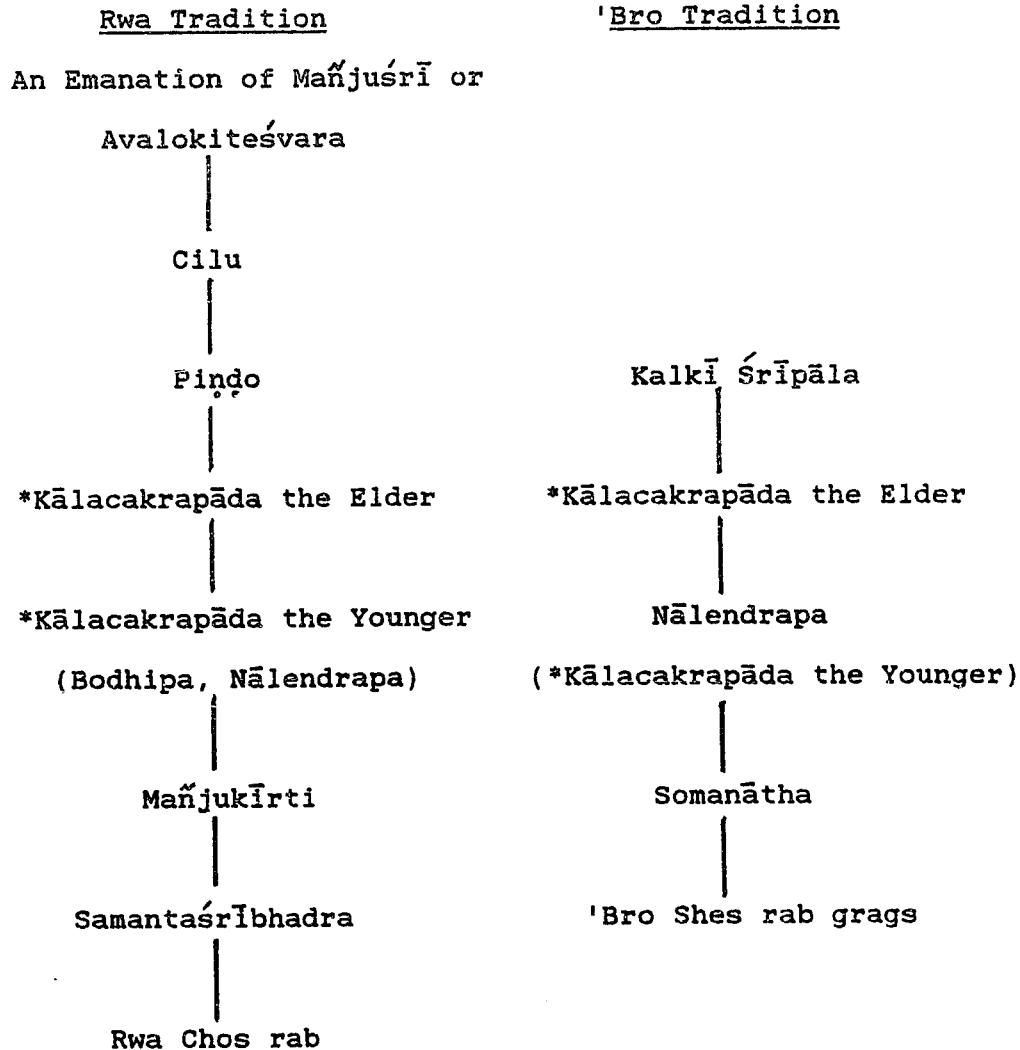 Rwa Tradition
An Emanation of Mañjuśrī or
Avalokiteśvara
Cilu
Piṇḍo
*Kālacakrapāda the Elder
*Kālacakrapāda the Younger
(Bodhipa, Nālendrapa)
Mañjukīrti
Samantaśrībhadra
Rwa Chos rab
'Bro Tradition
Kalkī Śrīpāla
*Kālacakrapāda the Elder
Nālendrapa
(*Kālacakrapāda the Younger)
Somanātha
'Bro Shes rab grags